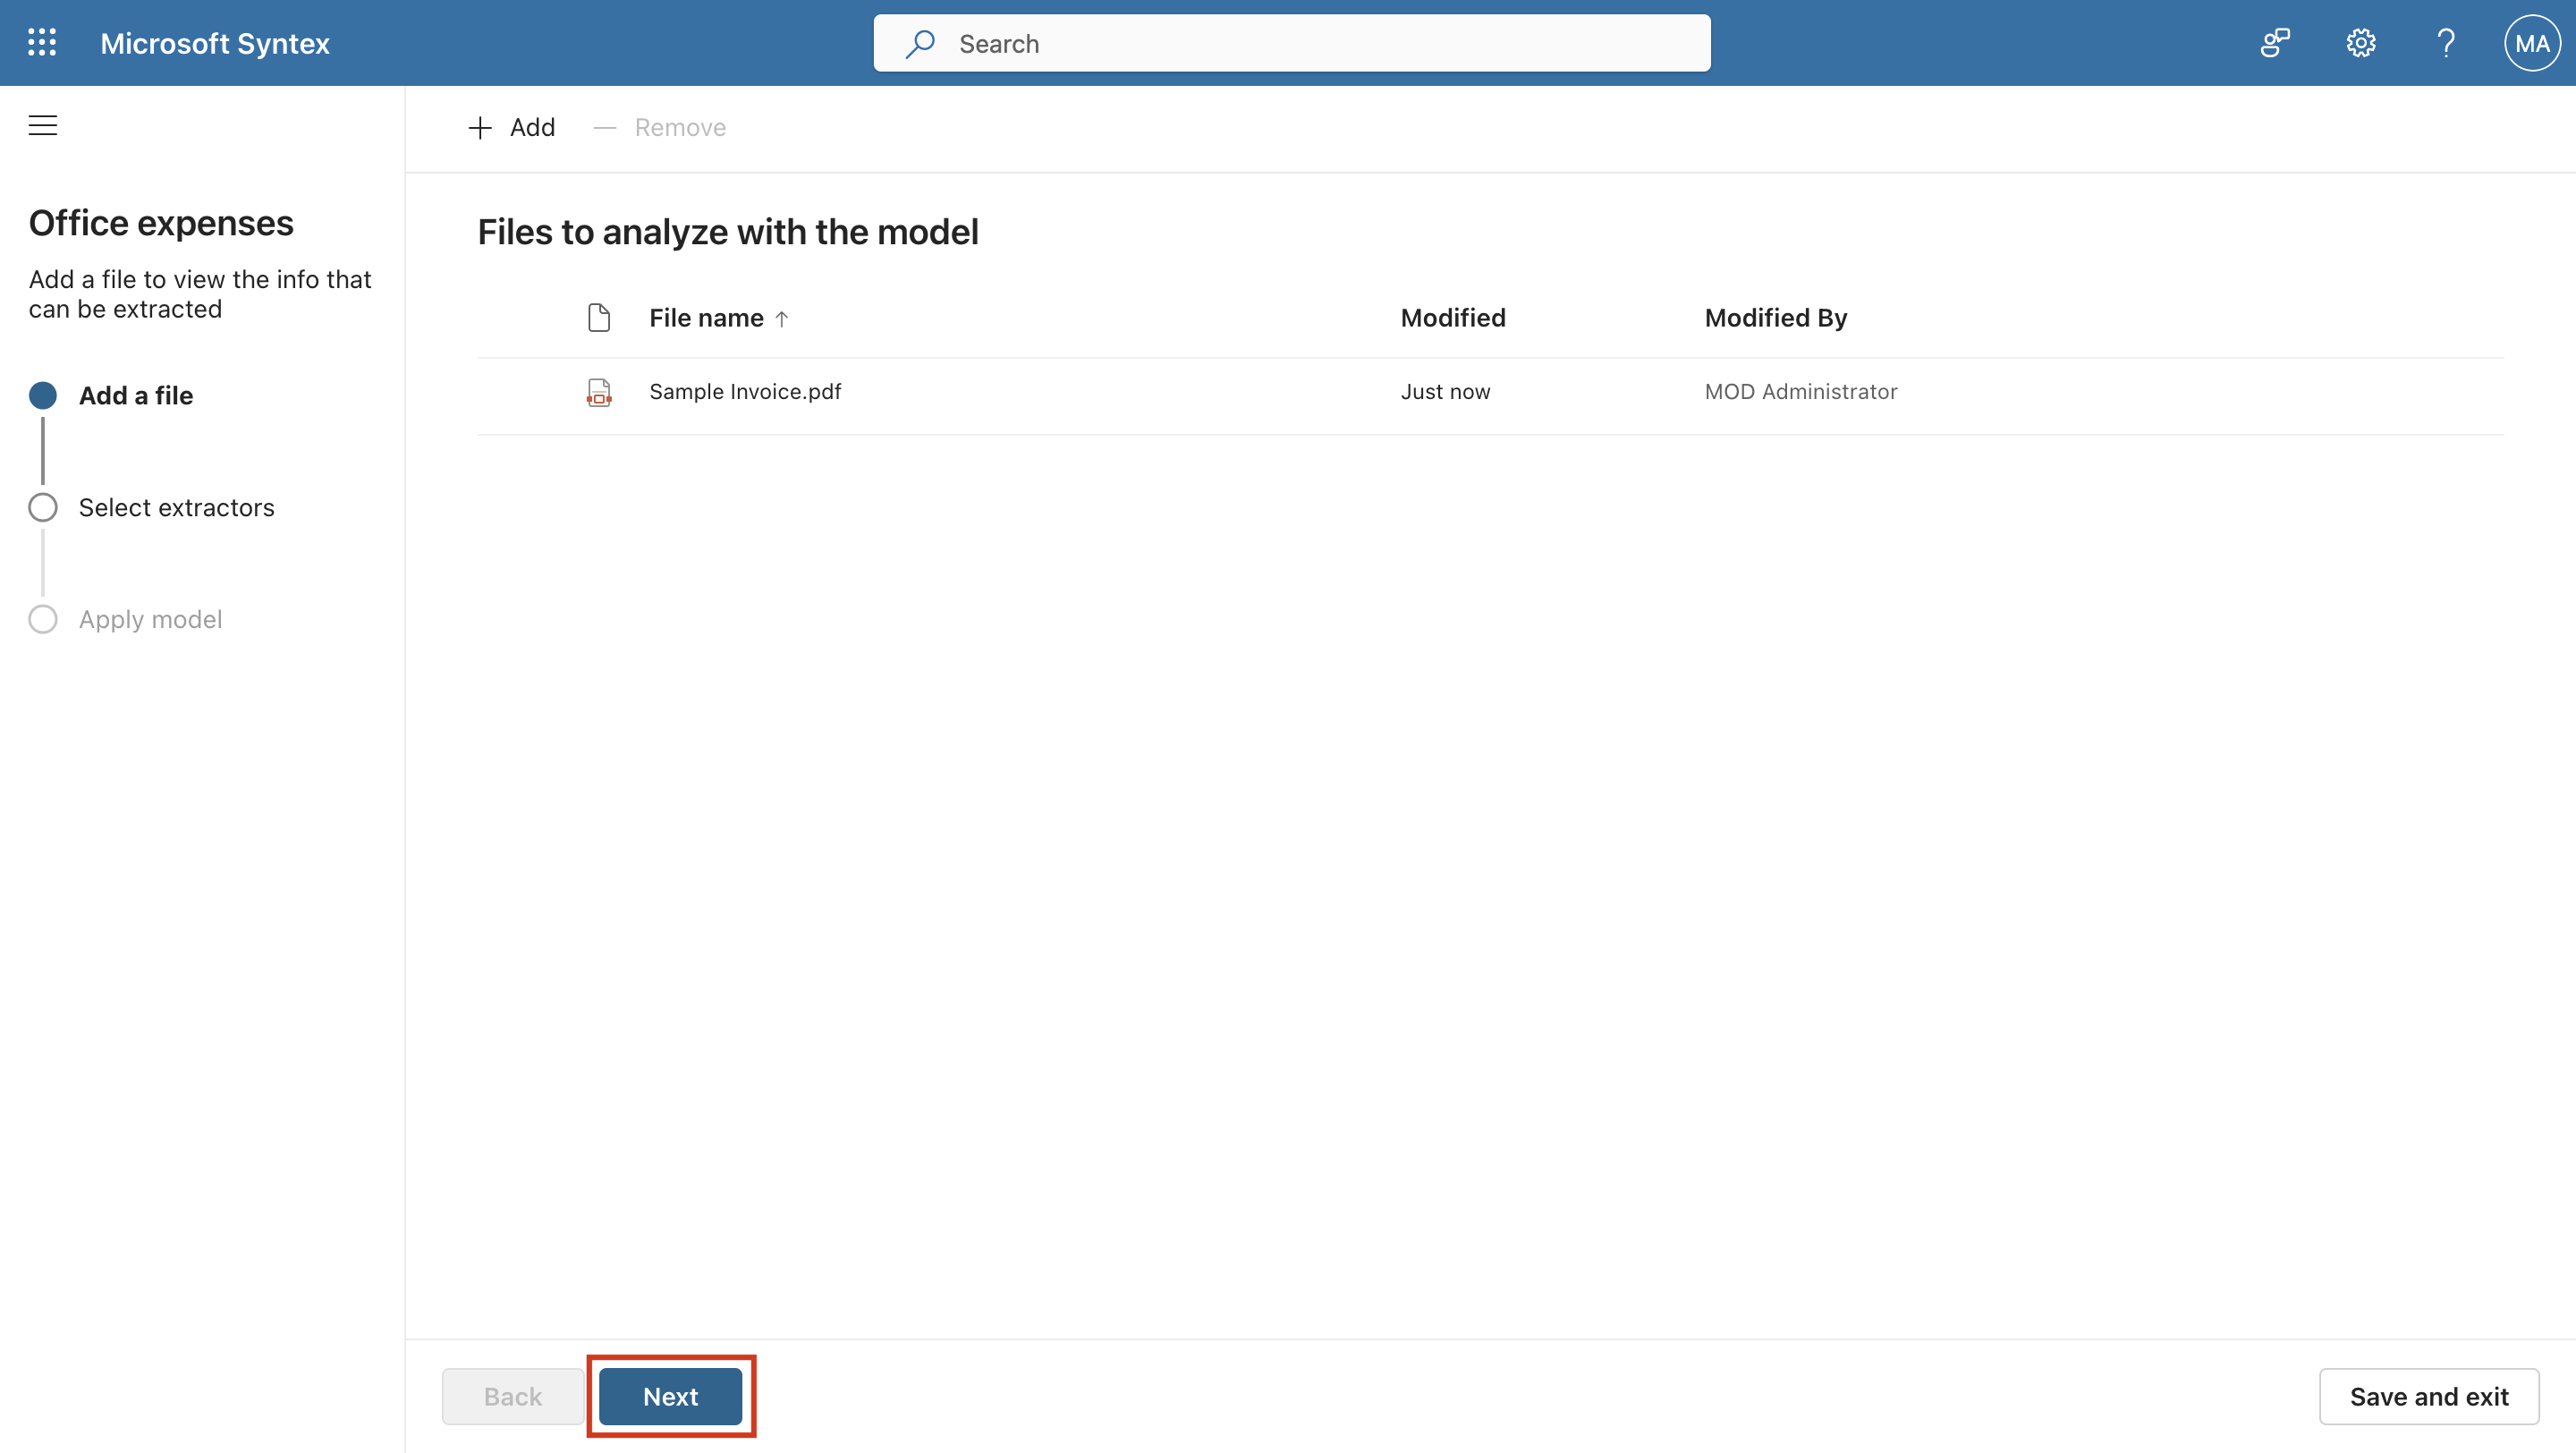 Microsoft Syntex
Search
MA
Add
Remove
Office expenses
Add a file to view the info that
can be extracted
Add a file
Select extractors
Apply model
Files to analyze with the model
File name ↑ Modified Modified By
Sample Invoice.pdf Just now MOD Administrator
Back
Next
Save and exit